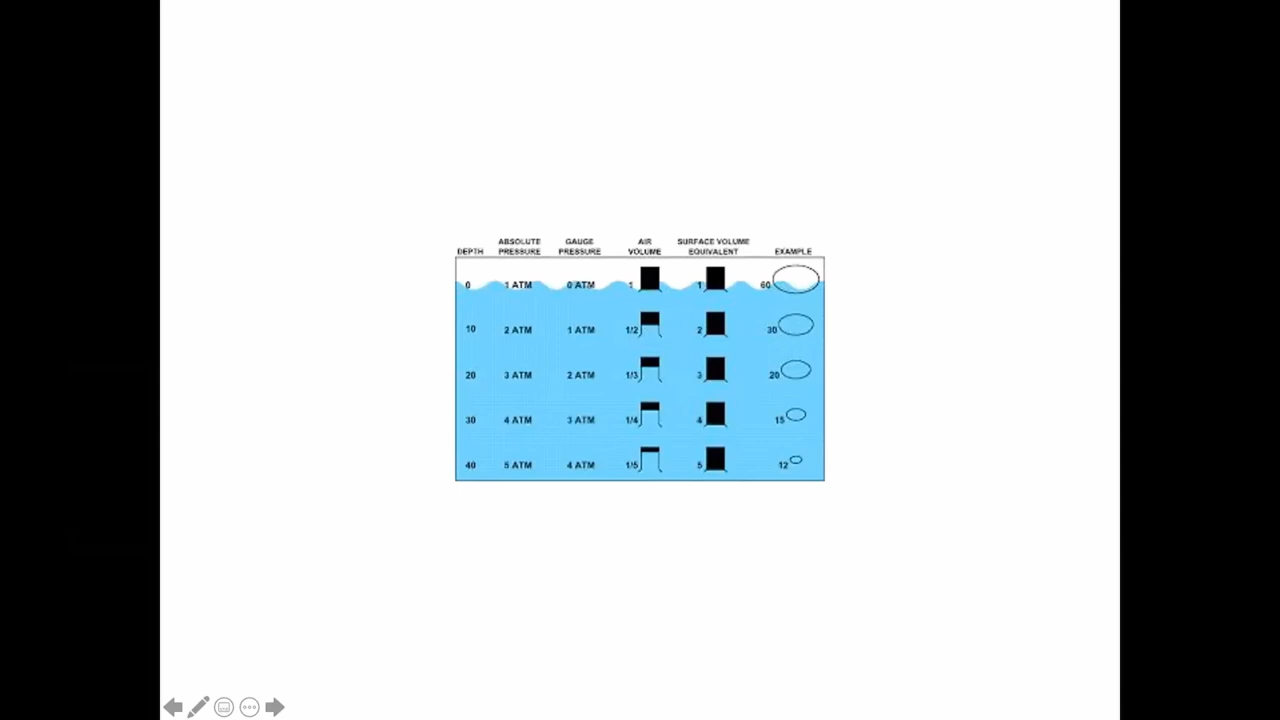 ABSOLUTE GAUGE AIR SURFACE VOLUME
DEPTH PRESSURE PRESSURE VOLUME EQUIVALENT EXAMPLE
0 1 ATM 0 ATM 1 1 60
10 2 ATM 1 ATM 1/2 2 30
20 3 ATM 2 ATM 1/3 3 20
30 4 ATM 3 ATM 1/4 4 15
40 5 ATM 4 ATM 1/5 5 12